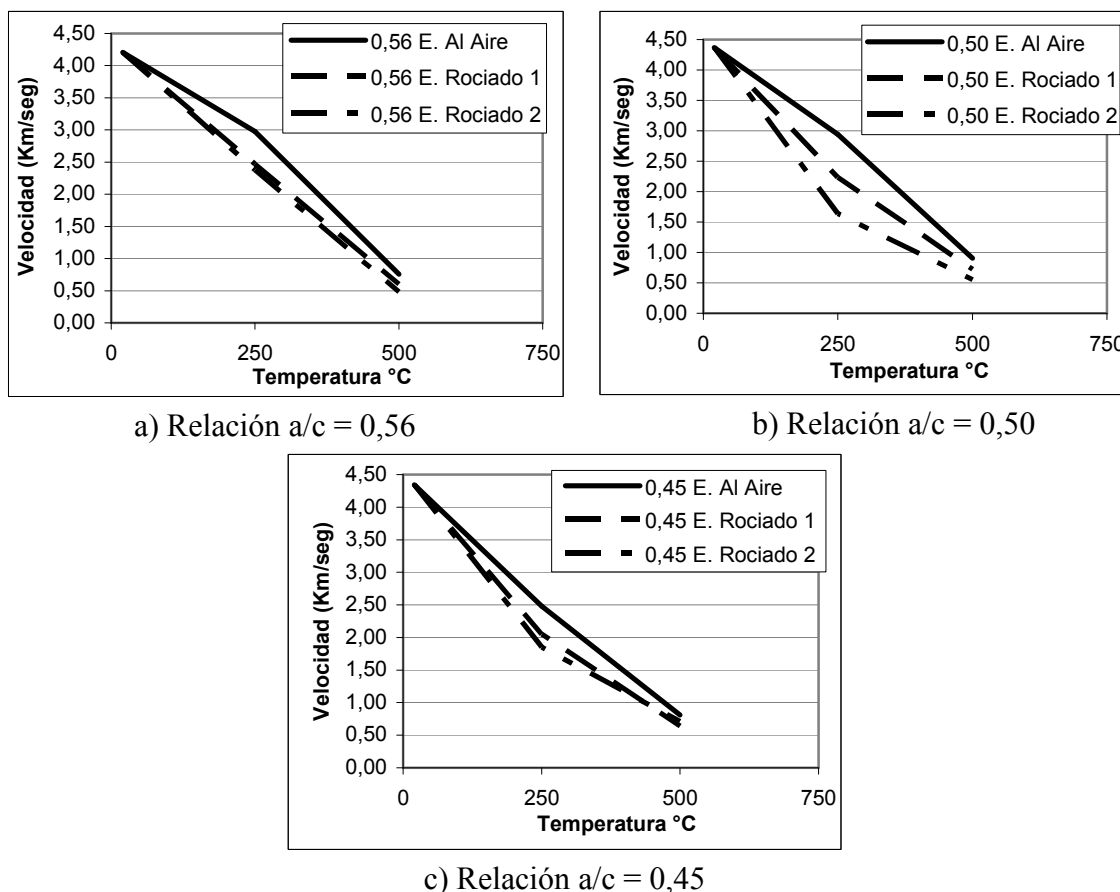 4,50
4,00
3,50
3,00
2,50
2,00
1,50
1,00
0,50
0,00
Velocidad (Km/seg)
0,56 E. Al Aire
0,56 E. Rociado 1
0,56 E. Rociado 2
0 250 500 750
Temperatura °C
a) Relación a/c = 0,56
4,50
4,00
3,50
3,00
2,50
2,00
1,50
1,00
0,50
0,00
Velocidad (Km/seg)
0,50 E. Al Aire
0,50 E. Rociado 1
0,50 E. Rociado 2
0 250 500 750
Temperatura °C
b) Relación a/c = 0,50
4,50
4,00
3,50
3,00
2,50
2,00
1,50
1,00
0,50
0,00
Velocidad (Km/seg)
0,45 E. Al Aire
0,45 E. Rociado 1
0,45 E. Rociado 2
0 250 500 750
Temperatura °C
c) Relación a/c = 0,45